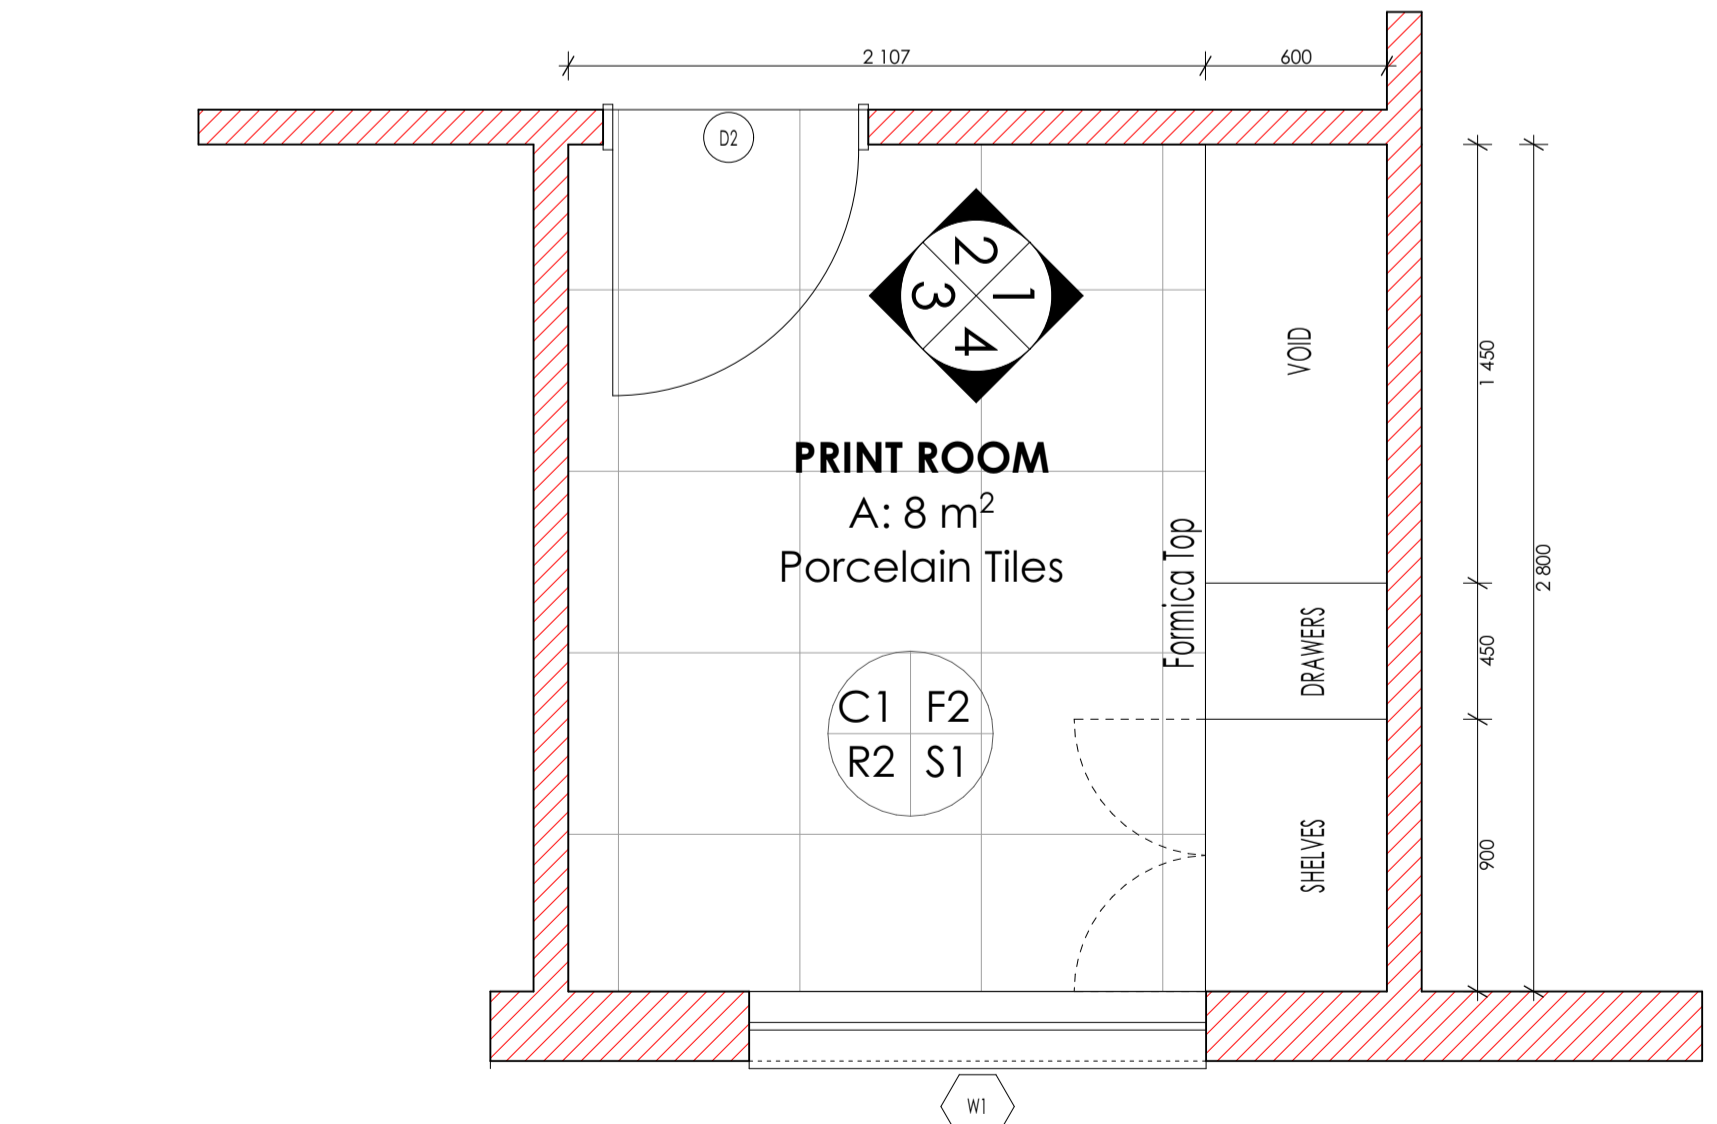 2 107
600
D2
2
1
3
4
VOID
1 450
PRINT ROOM
A: 8 m²
Porcelain Tiles
Formica Top
2 800
DRAWERS
450
C1 F2
R2 S1
SHELVES
900
W1